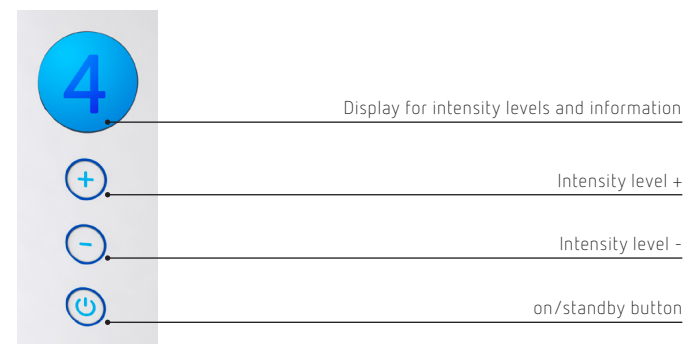 4
Display for intensity levels and information
+
Intensity level +
-
Intensity level -
on/standby button